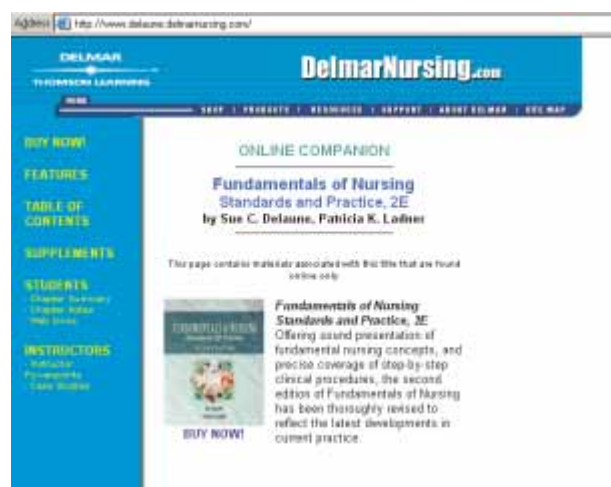 Address http://www.delaune.delmarnursing.com/
DELMAR
THOMSON LEARNING
DelmarNursing.com
HOME
SHOP | PRODUCTS | RESOURCES | SUPPORT | ABOUT DELMAR | SITE MAP
BUY NOW!
FEATURES
TABLE OF
CONTENTS
SUPPLEMENTS
STUDENTS
Chapter Summary
Chapter Notes
Web Links
INSTRUCTORS
Instructor
Case Studies
ONLINE COMPANION
Fundamentals of Nursing
Standards and Practice, 2E
by Sue C. Delaune, Patricia K. Ladner
This page contains materials associated with this title that are found
online only.
FUNDAMENTALS of NURSING
Fundamentals of Nursing
Standards and Practice, 2E
Offering sound presentation of
fundamental nursing concepts, and
precise coverage of step-by-step
clinical procedures, the second
edition of Fundamentals of Nursing
has been thoroughly revised to
reflect the latest developments in
current practice.
BUY NOW!